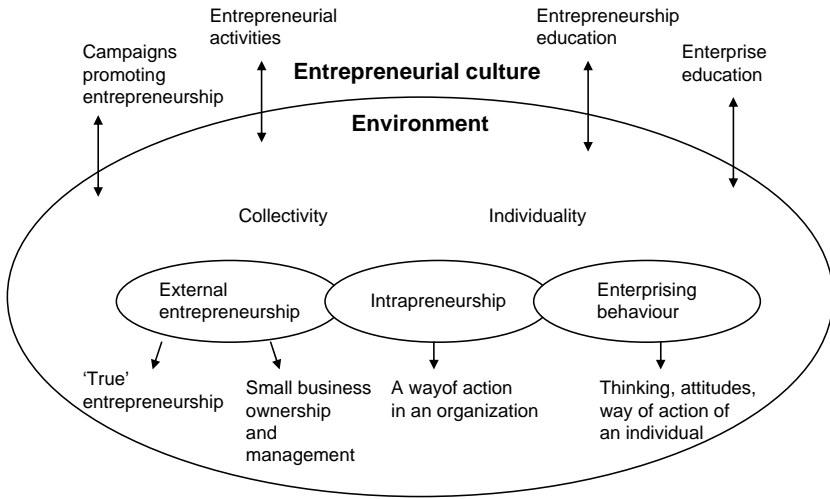 Entrepreneurial
activities
Entrepreneurship
education
Campaigns
promoting
entrepreneurship
Entrepreneurial culture
Enterprise
education
Environment
Collectivity
Individuality
External
entrepreneurship
Intrapreneurship
Enterprising
behaviour
‘True’
entrepreneurship
Small business
ownership
and
management
A wayof action
in an organization
Thinking, attitudes,
way of action of
an individual